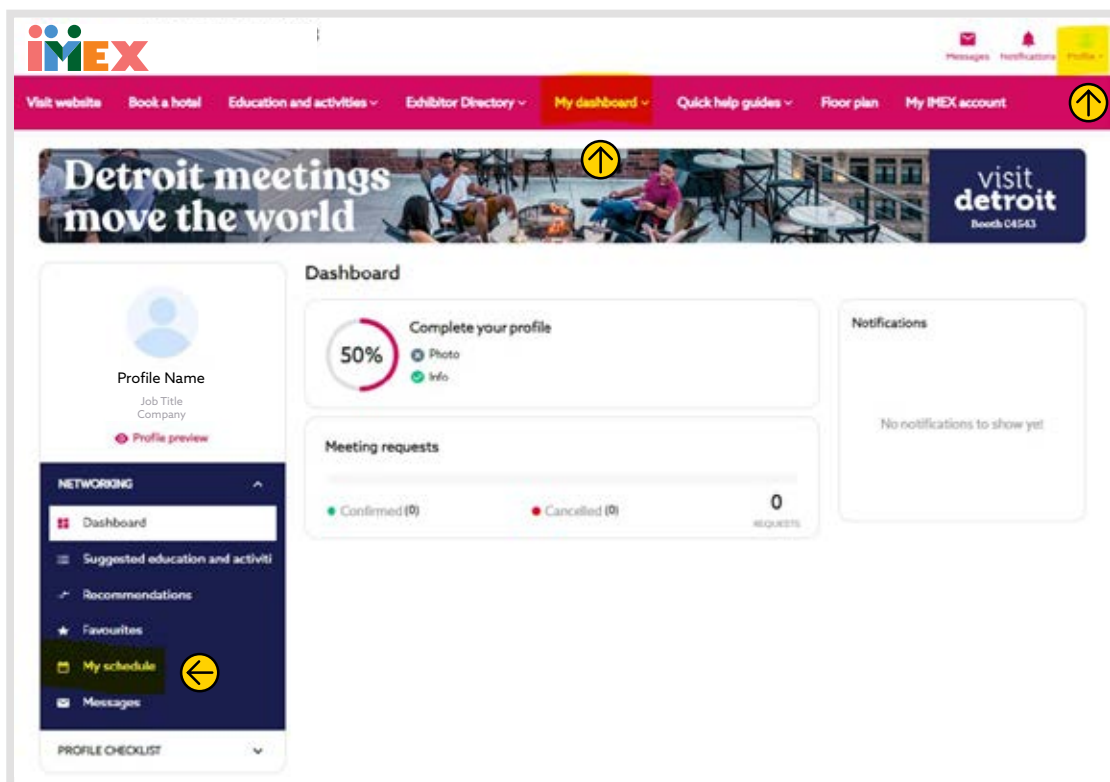 IMEX
Messages Notifications Profile
Visit website Book a hotel Education and activities Exhibitor Directory My dashboard Quick help guides Floor plan My IMEX account
Detroit meetings
move the world
visit
detroit
Booth C4543
Profile Name
Job Title
Company
Profile preview
NETWORKING
Dashboard
Suggested education and activiti
Recommendations
Favourites
My schedule
Messages
PROFILE CHECKLIST
Dashboard
50%
Complete your profile
Photo
Info
Meeting requests
Confirmed (0) Cancelled (0) 0
REQUESTS
Notifications
No notifications to show yet